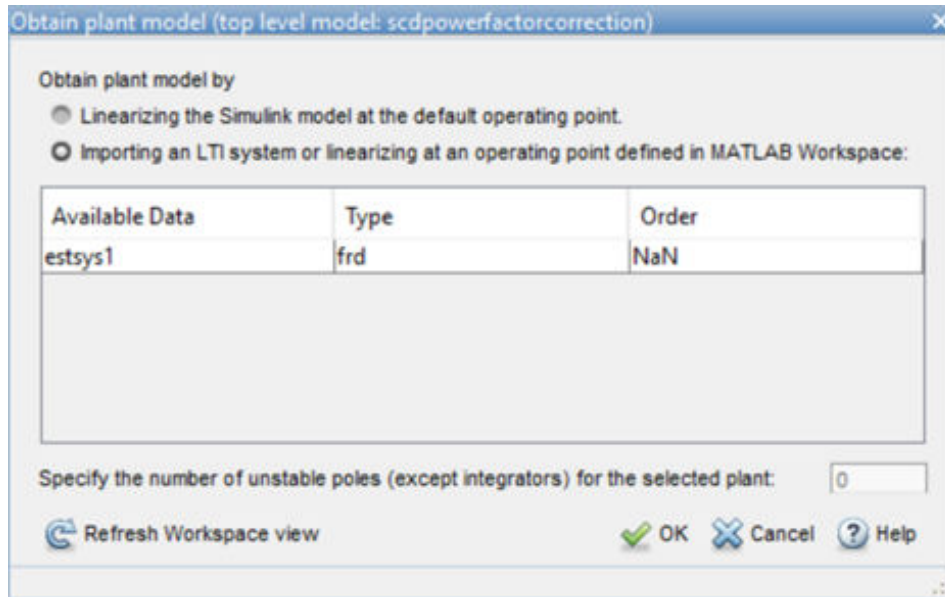 Obtain plant model (top level model: scdpowerfactorcorrection)
Obtain plant model by
Linearizing the Simulink model at the default operating point.
Importing an LTI system or linearizing at an operating point defined in MATLAB Workspace:
Available Data Type Order
estsys1 frd NaN
Specify the number of unstable poles (except integrators) for the selected plant: 0
Refresh Workspace view OK Cancel Help